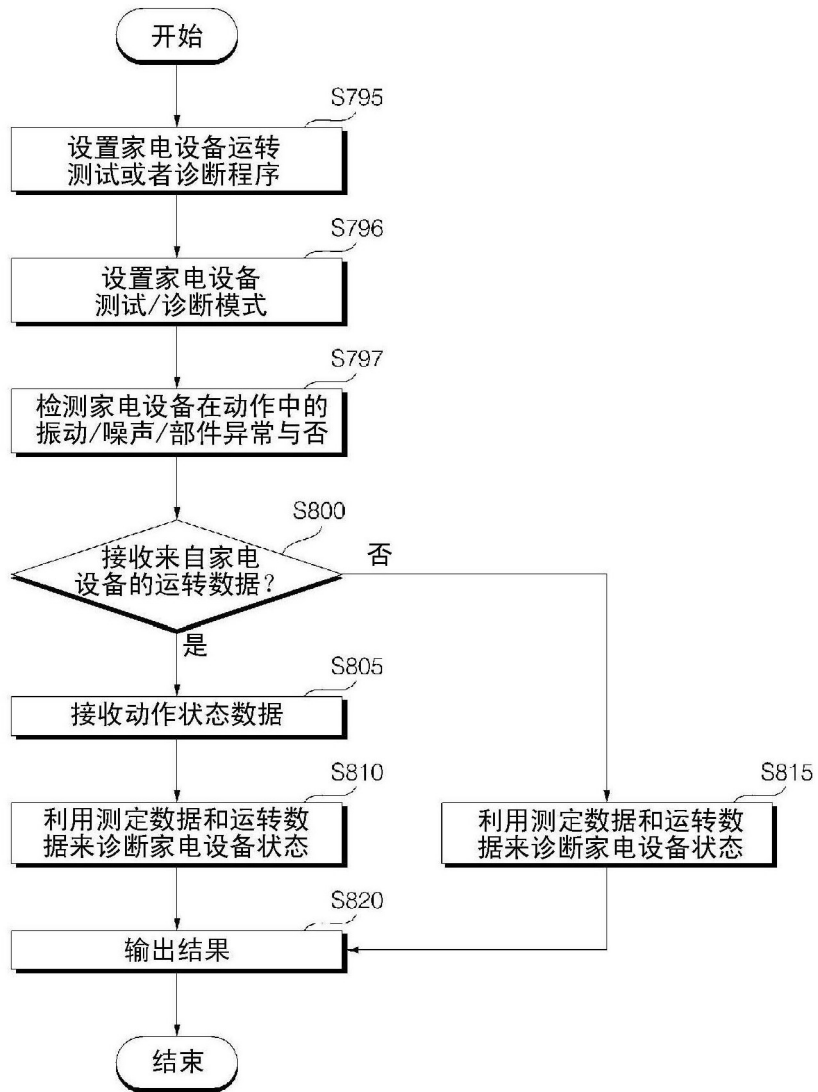 开始
S795
设置家电设备运转
测试或者诊断程序
S796
设置家电设备
测试/诊断模式
S797
检测家电设备在动作中的
振动/噪声/部件异常与否
S800
接收来自家电
设备的运转数据?
否
是
S805
接收动作状态数据
S810
利用测定数据和运转数
据来诊断家电设备状态
S815
利用测定数据和运转数
据来诊断家电设备状态
S820
输出结果
结束